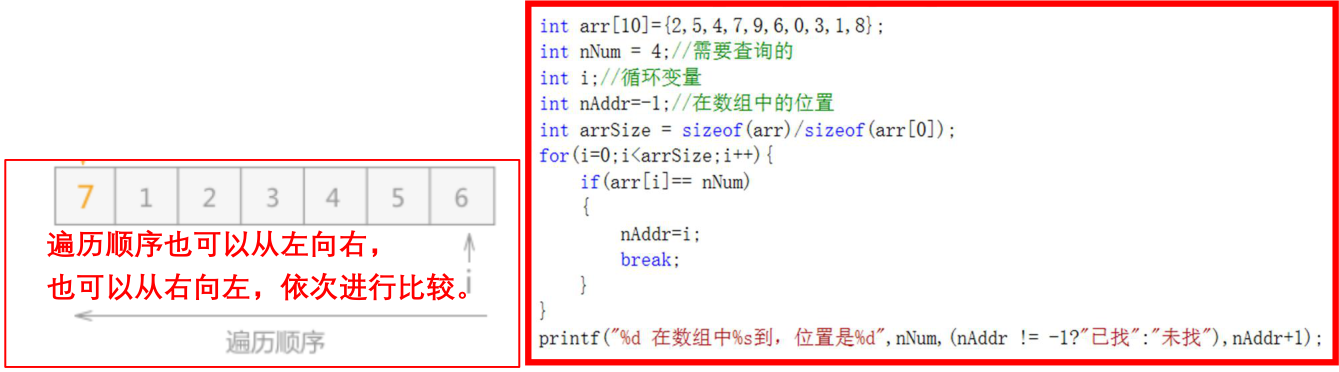 7 1 2 3 4 5 6
遍历顺序也可以从左向右，
也可以从右向左，依次进行比较。
i
遍历顺序
int arr[10]={2,5,4,7,9,6,0,3,1,8};
int nNum = 4;//需要查询的
int i;//循环变量
int nAddr=-1;//在数组中的位置
int arrSize = sizeof(arr)/sizeof(arr[0]);
for(i=0;i<arrSize;i++){
    if(arr[i]== nNum)
    {
        nAddr=i;
        break;
    }
}
printf("%d 在数组中%s到，位置是%d",nNum,(nAddr != -1?"已找":"未找"),nAddr+1);